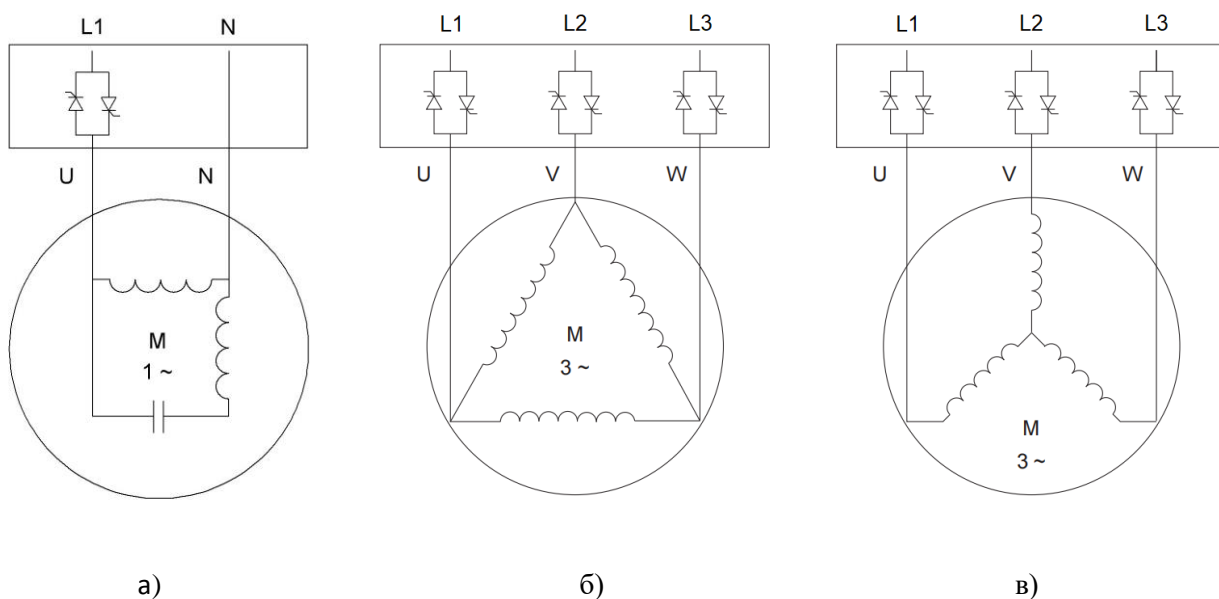 L1 N
U N
M
1 ~
а)
L1 L2 L3
U V W
M
3 ~
б)
L1 L2 L3
U V W
M
3 ~
в)